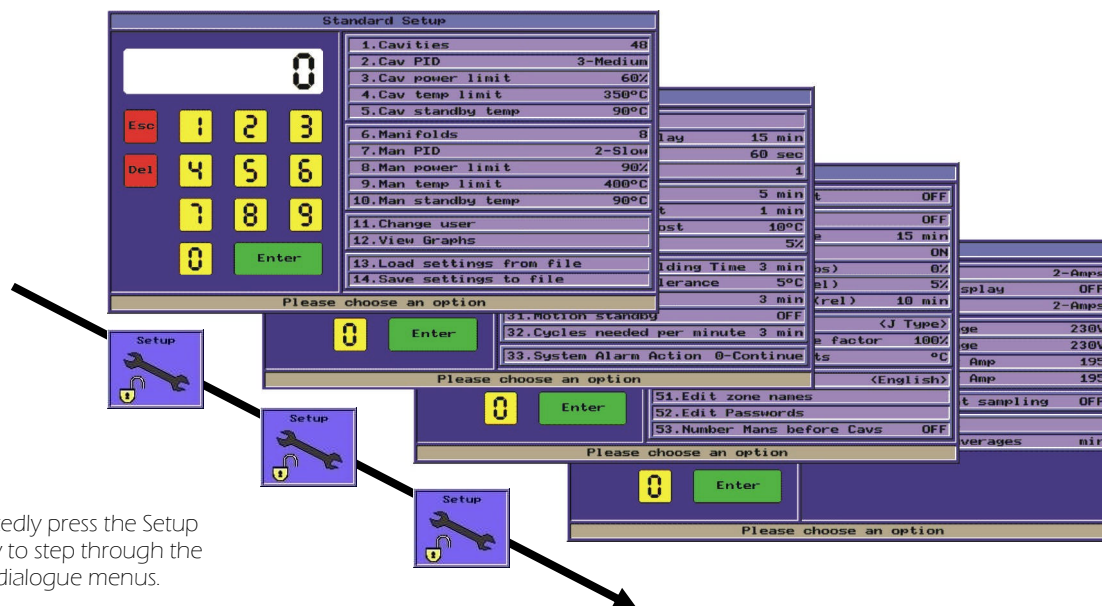 Standard Setup
0
1.Cavities 48
2.Cav PID 3-Medium
3.Cav power limit 60%
4.Cav temp limit 350°C
5.Cav standby temp 90°C
Esc 1 2 3
Del 4 5 6
7 8 9
0 Enter
6.Manifolds 8
7.Man PID 2-Slow
8.Man power limit 90%
9.Man temp limit 400°C
10.Man standby temp 90°C
11.Change user
12.View Graphs
13.Load settings from file
14.Save settings to file
Please choose an option
lay 15 min
60 sec
1
5 min
t 1 min
ost 10°C
5%
lding Time 3 min
lerance 5°C
3 min
31.Motion standby OFF
32.Cycles needed per minute 3 min
33.System Alarm Action 0-Continue
0 Enter
Please choose an option
t OFF
OFF
e 15 min
ON
bs) 0%
el) 5%
(rel) 10 min
<J Type>
e factor 100%
ts °C
<English>
51.Edit zone names
52.Edit Passwords
53.Number Mans before Cavs OFF
0 Enter
Please choose an option
2-Amps
splay OFF
2-Amps
ge 230V
ge 230V
Amp 195
Amp 195
t sampling OFF
verages min
0 Enter
Please choose an option
Setup
Setup
Setup
edly press the Setup
y to step through the
dialogue menus.